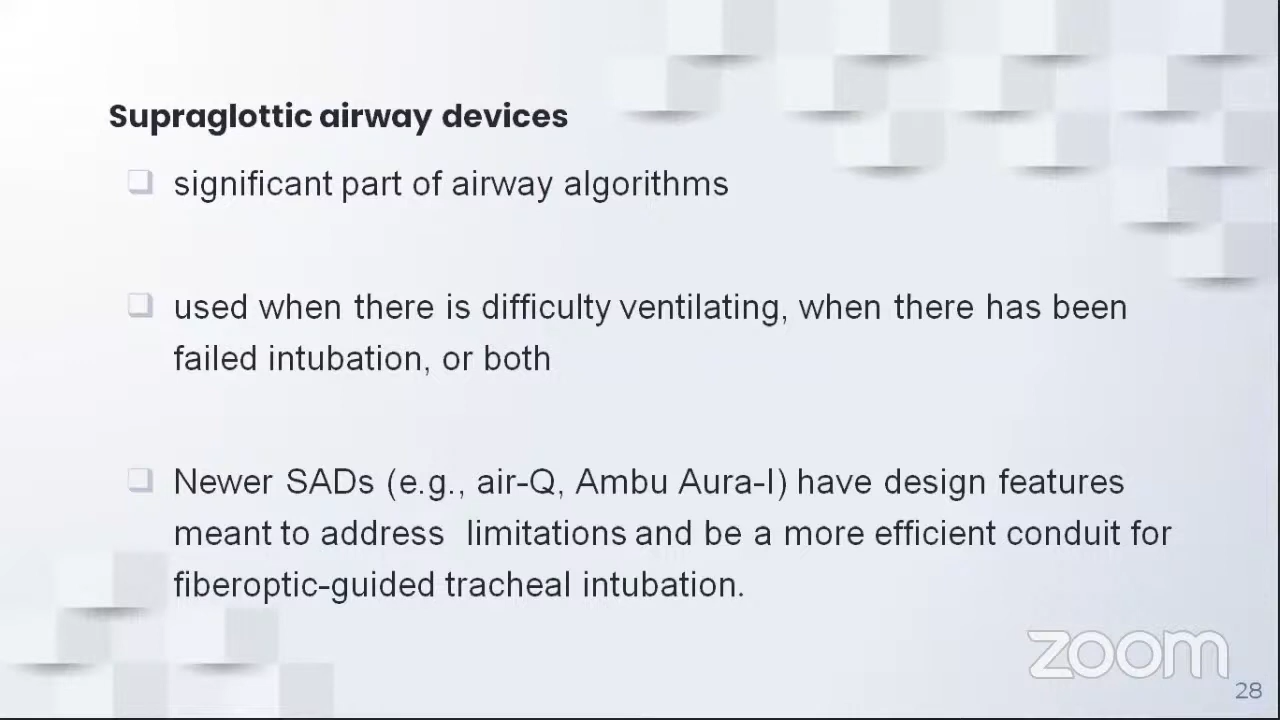 Supraglottic airway devices
significant part of airway algorithms
used when there is difficulty ventilating, when there has been
failed intubation, or both
Newer SADs (e.g., air-Q, Ambu Aura-I) have design features
meant to address limitations and be a more efficient conduit for
fiberoptic-guided tracheal intubation.
zoom
28